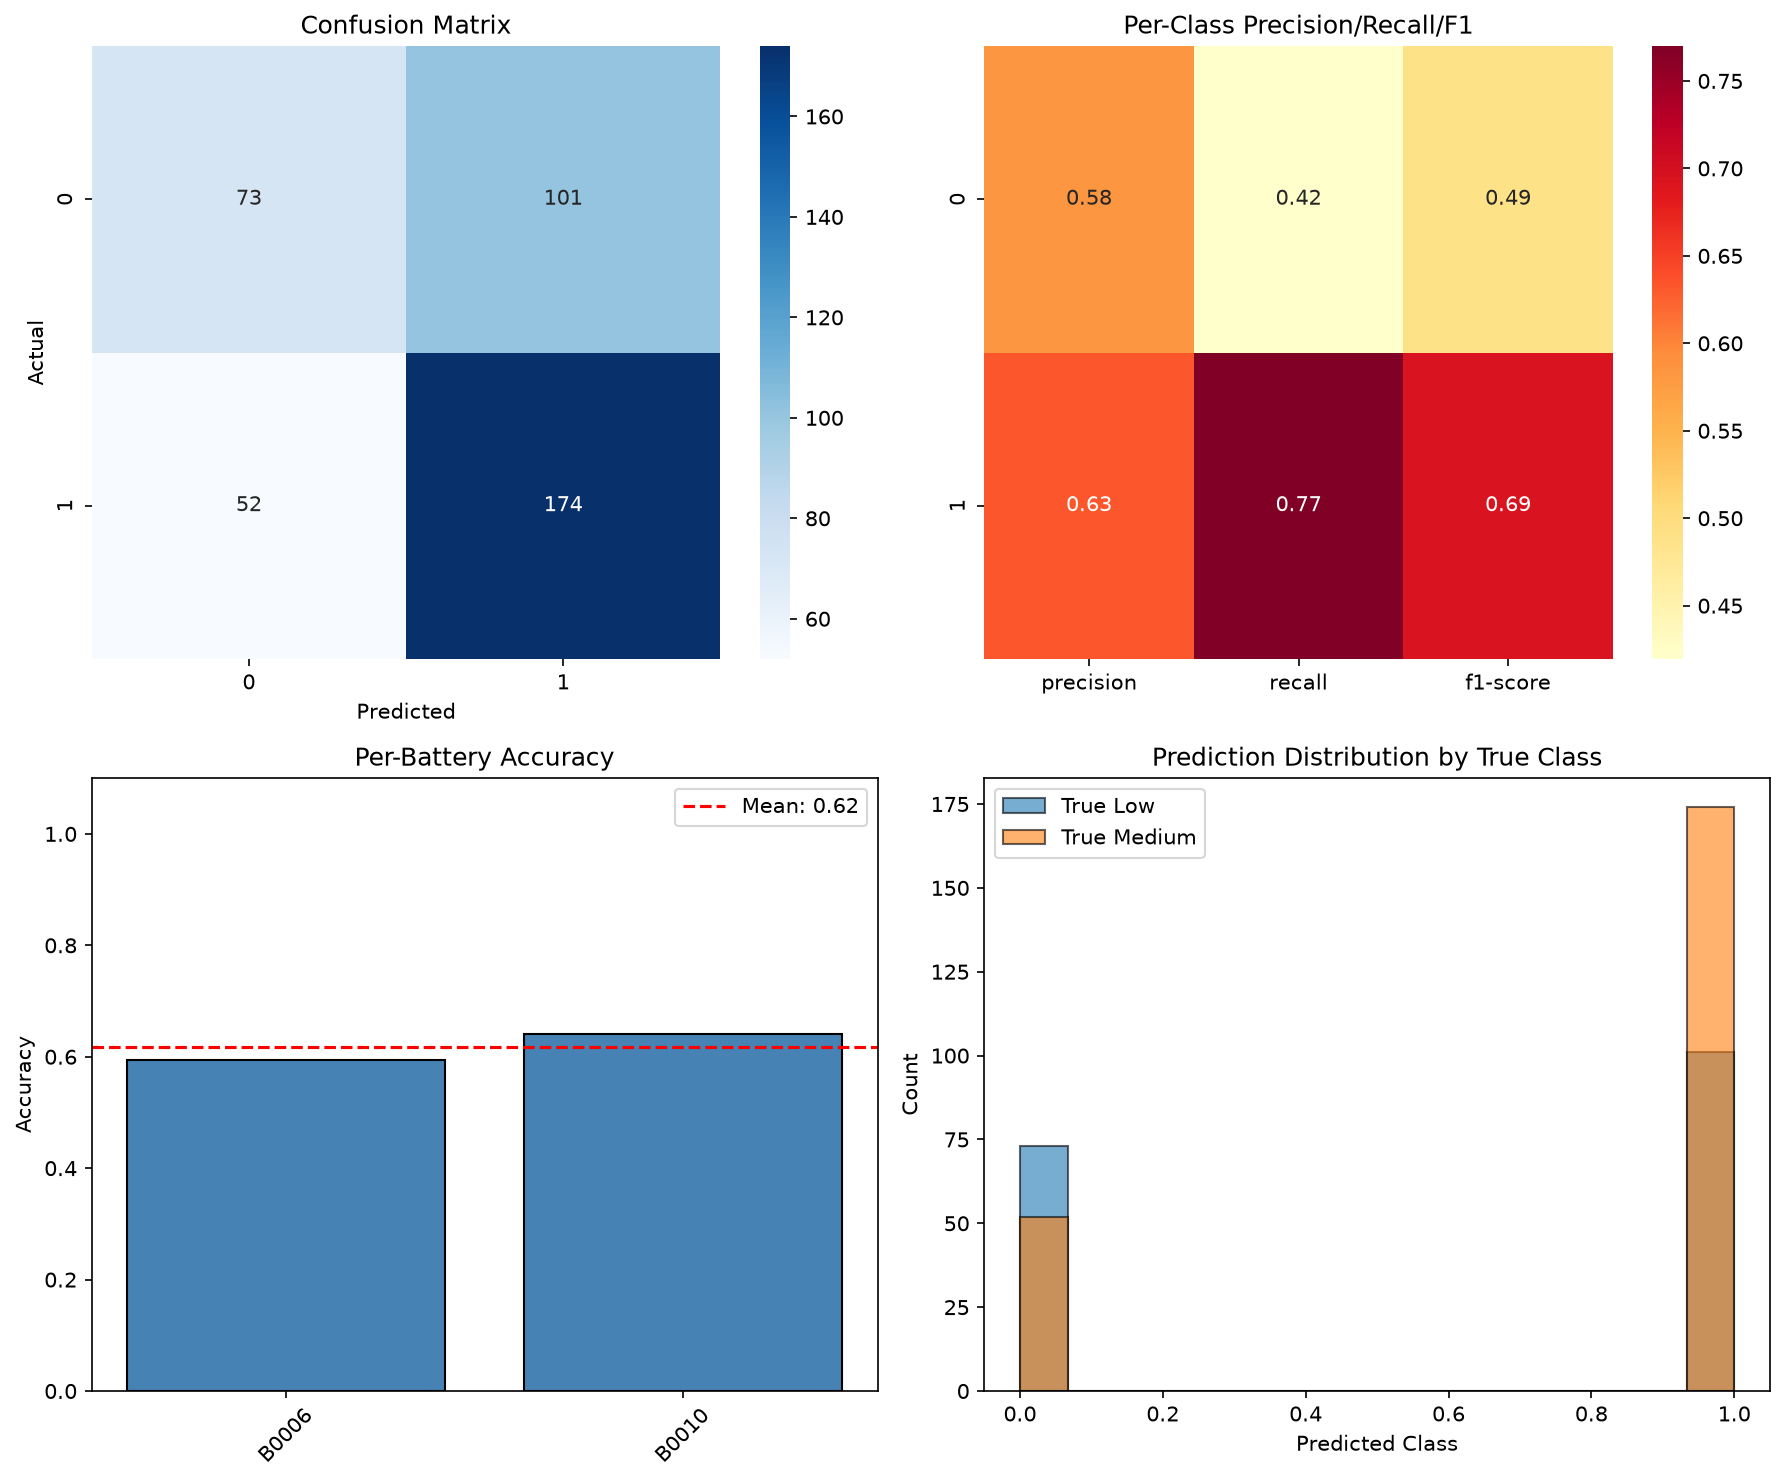 Confusion Matrix
Actual
0
1
73
101
52
174
0
1
Predicted
160
140
120
100
80
60
Per-Class Precision/Recall/F1
0
1
0.58
0.42
0.49
0.63
0.77
0.69
precision
recall
f1-score
0.75
0.70
0.65
0.60
0.55
0.50
0.45
Per-Battery Accuracy
Accuracy
1.0
0.8
0.6
0.4
0.2
0.0
Mean: 0.62
B0006
B0010
Prediction Distribution by True Class
Count
175
150
125
100
75
50
25
0
True Low
True Medium
0.0
0.2
0.4
0.6
0.8
1.0
Predicted Class